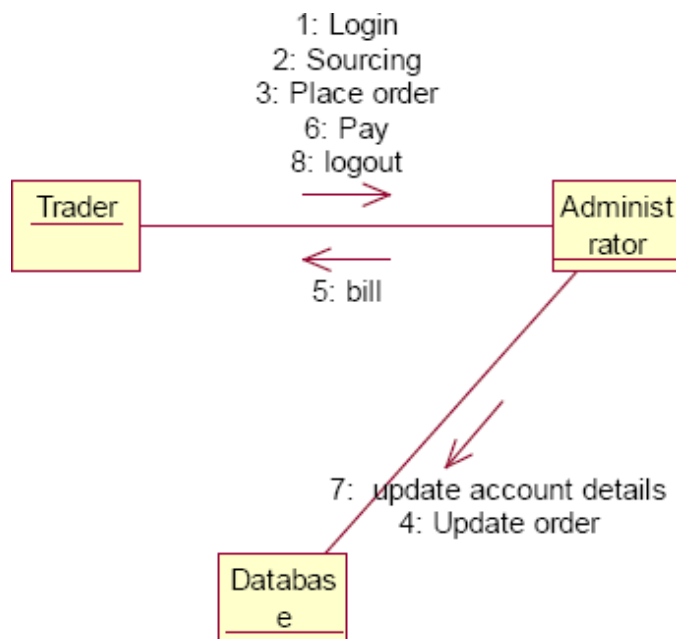 1: Login
2: Sourcing
3: Place order
6: Pay
8: logout
Trader
Administ
rator
5: bill
7: update account details
4: Update order
Databas
e